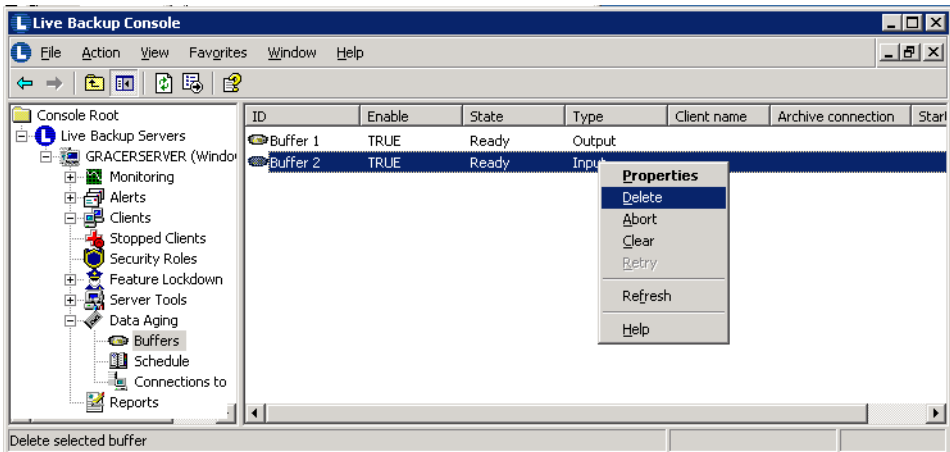 Live Backup Console
File Action View Favorites Window Help
Console Root
Live Backup Servers
GRACERSERVER (Windo
Monitoring
Alerts
Clients
Stopped Clients
Security Roles
Feature Lockdown
Server Tools
Data Aging
Buffers
Schedule
Connections to
Reports
ID Enable State Type Client name Archive connection Start
Buffer 1 TRUE Ready Output
Buffer 2 TRUE Ready Input
Properties
Delete
Abort
Clear
Retry
Refresh
Help
Delete selected buffer